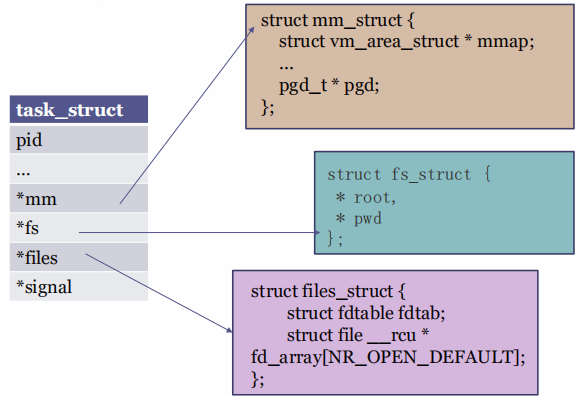 struct mm_struct {
struct vm_area_struct * mmap;
...
pgd_t * pgd;
};
task_struct
pid
...
*mm
*fs
*files
*signal
struct fs_struct {
* root,
* pwd
};
struct files_struct {
struct fdtable fdtab;
struct file __rcu *
fd_array[NR_OPEN_DEFAULT];
};